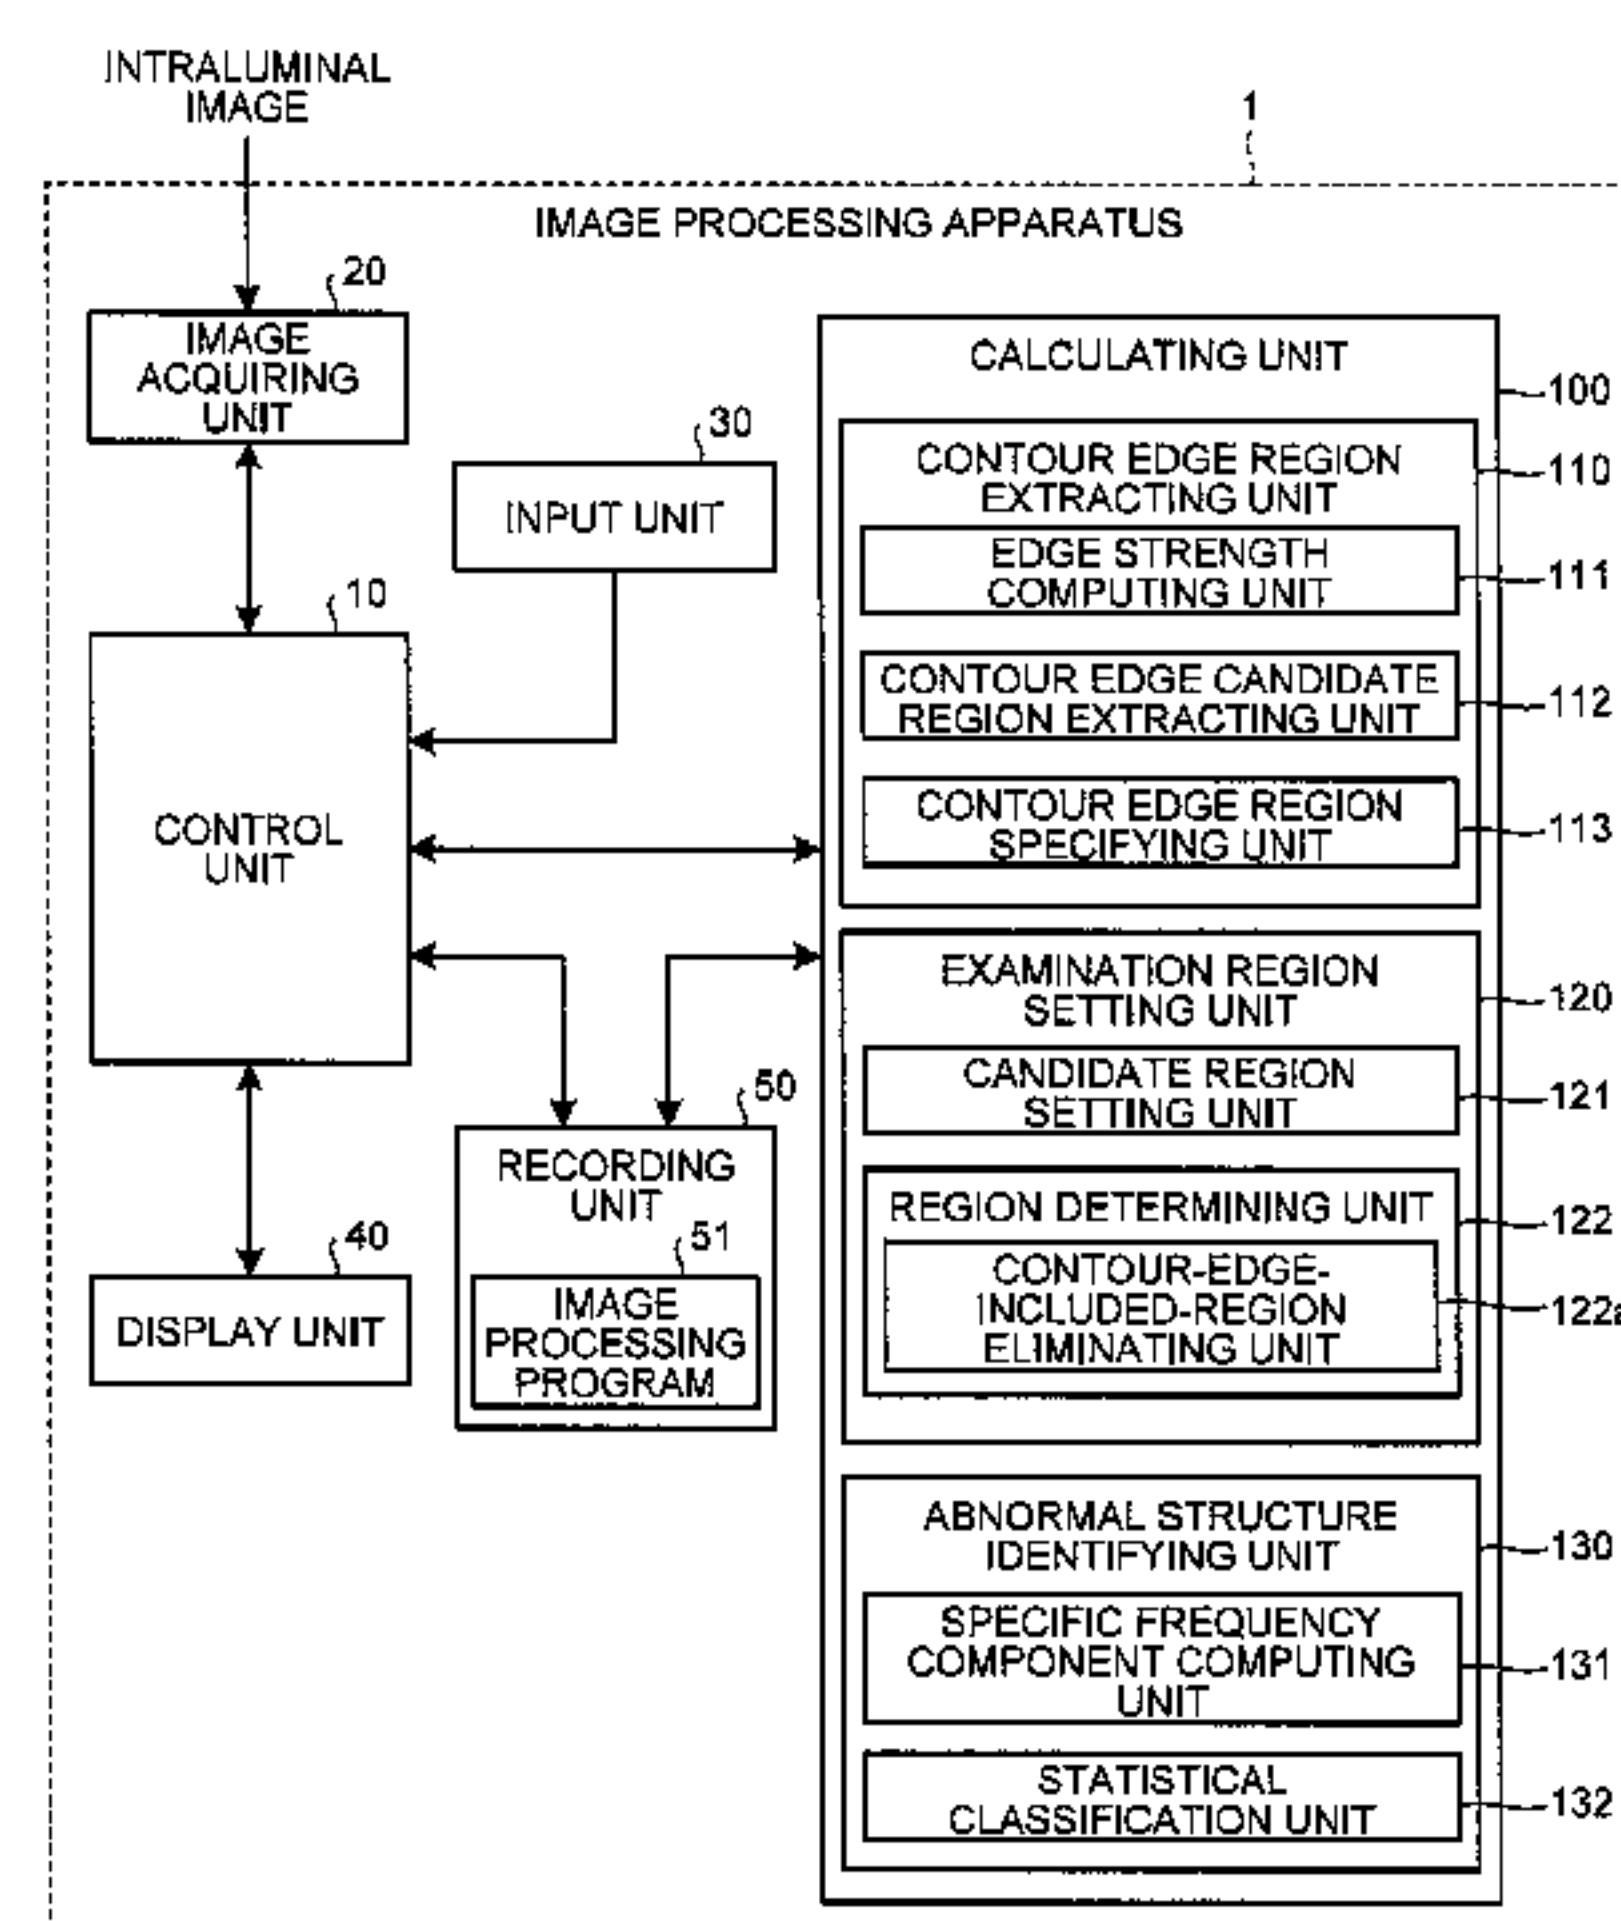 INTRALUMINAL
IMAGE
1
IMAGE PROCESSING APPARATUS
20
IMAGE
ACQUIRING
UNIT
30
INPUT UNIT
10
CONTROL
UNIT
50
RECORDING
UNIT
51
IMAGE
PROCESSING
PROGRAM
40
DISPLAY UNIT
CALCULATING UNIT
100
CONTOUR EDGE REGION
EXTRACTING UNIT
110
EDGE STRENGTH
COMPUTING UNIT
111
CONTOUR EDGE CANDIDATE
REGION EXTRACTING UNIT
112
CONTOUR EDGE REGION
SPECIFYING UNIT
113
EXAMINATION REGION
SETTING UNIT
120
CANDIDATE REGION
SETTING UNIT
121
REGION DETERMINING UNIT
122
CONTOUR-EDGE-
INCLUDED-REGION
ELIMINATING UNIT
122a
ABNORMAL STRUCTURE
IDENTIFYING UNIT
130
SPECIFIC FREQUENCY
COMPONENT COMPUTING
UNIT
131
STATISTICAL
CLASSIFICATION UNIT
132